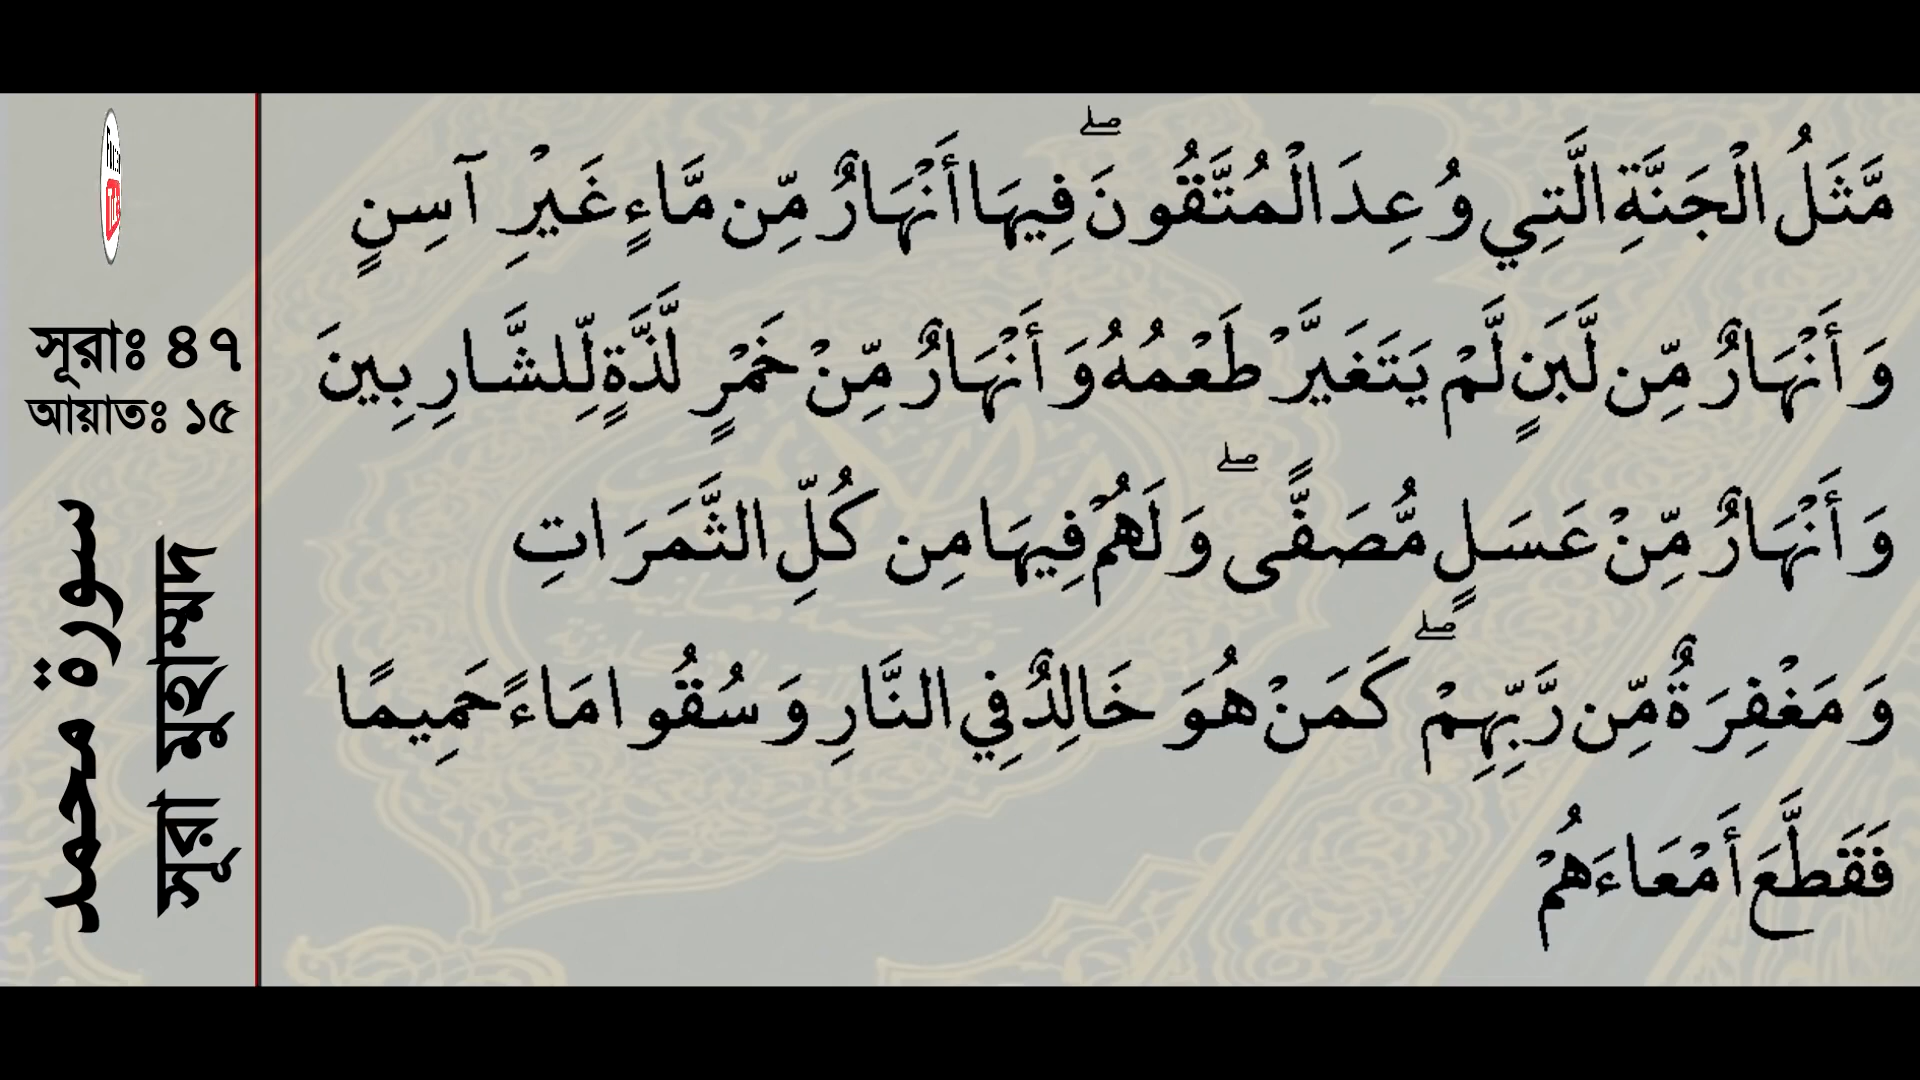 مَّثَلُ الْجَنَّةِ الَّتِي وُعِدَ الْمُتَّقُونَ ۖ فِيهَا أَنْهَارٌ مِّن مَّاءٍ غَيْرِ آسِنٍ
وَأَنْهَارٌ مِّن لَّبَنٍ لَّمْ يَتَغَيَّرْ طَعْمُهُ وَأَنْهَارٌ مِّنْ خَمْرٍ لَّذَّةٍ لِّلشَّارِبِينَ
وَأَنْهَارٌ مِّنْ عَسَلٍ مُّصَفًّى ۖ وَلَهُمْ فِيهَا مِن كُلِّ الثَّمَرَاتِ
وَمَغْفِرَةٌ مِّن رَّبِّهِمْ ۖ كَمَنْ هُوَ خَالِدٌ فِي النَّارِ وَسُقُوا مَاءً حَمِيمًا
فَقَطَّعَ أَمْعَاءَهُمْ
সূরাঃ ৪৭
আয়াতঃ ১৫
سورة محمد
সূরা মুহাম্মদ